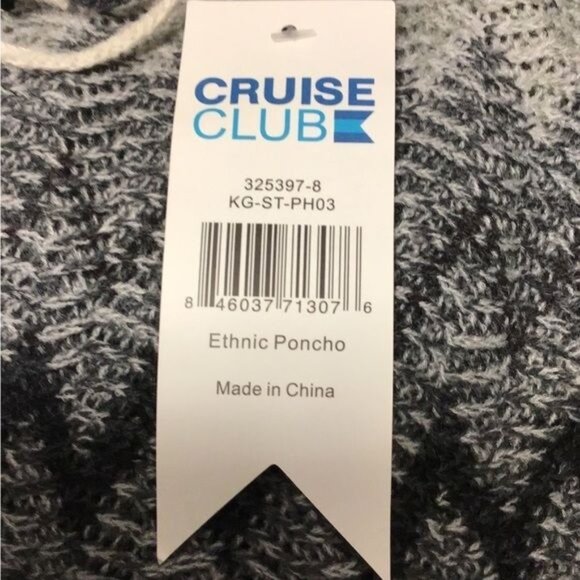 CRUISE
CLUB
325397-8
KG-ST-PH03
8 46037 71307 6
Ethnic Poncho
Made in China